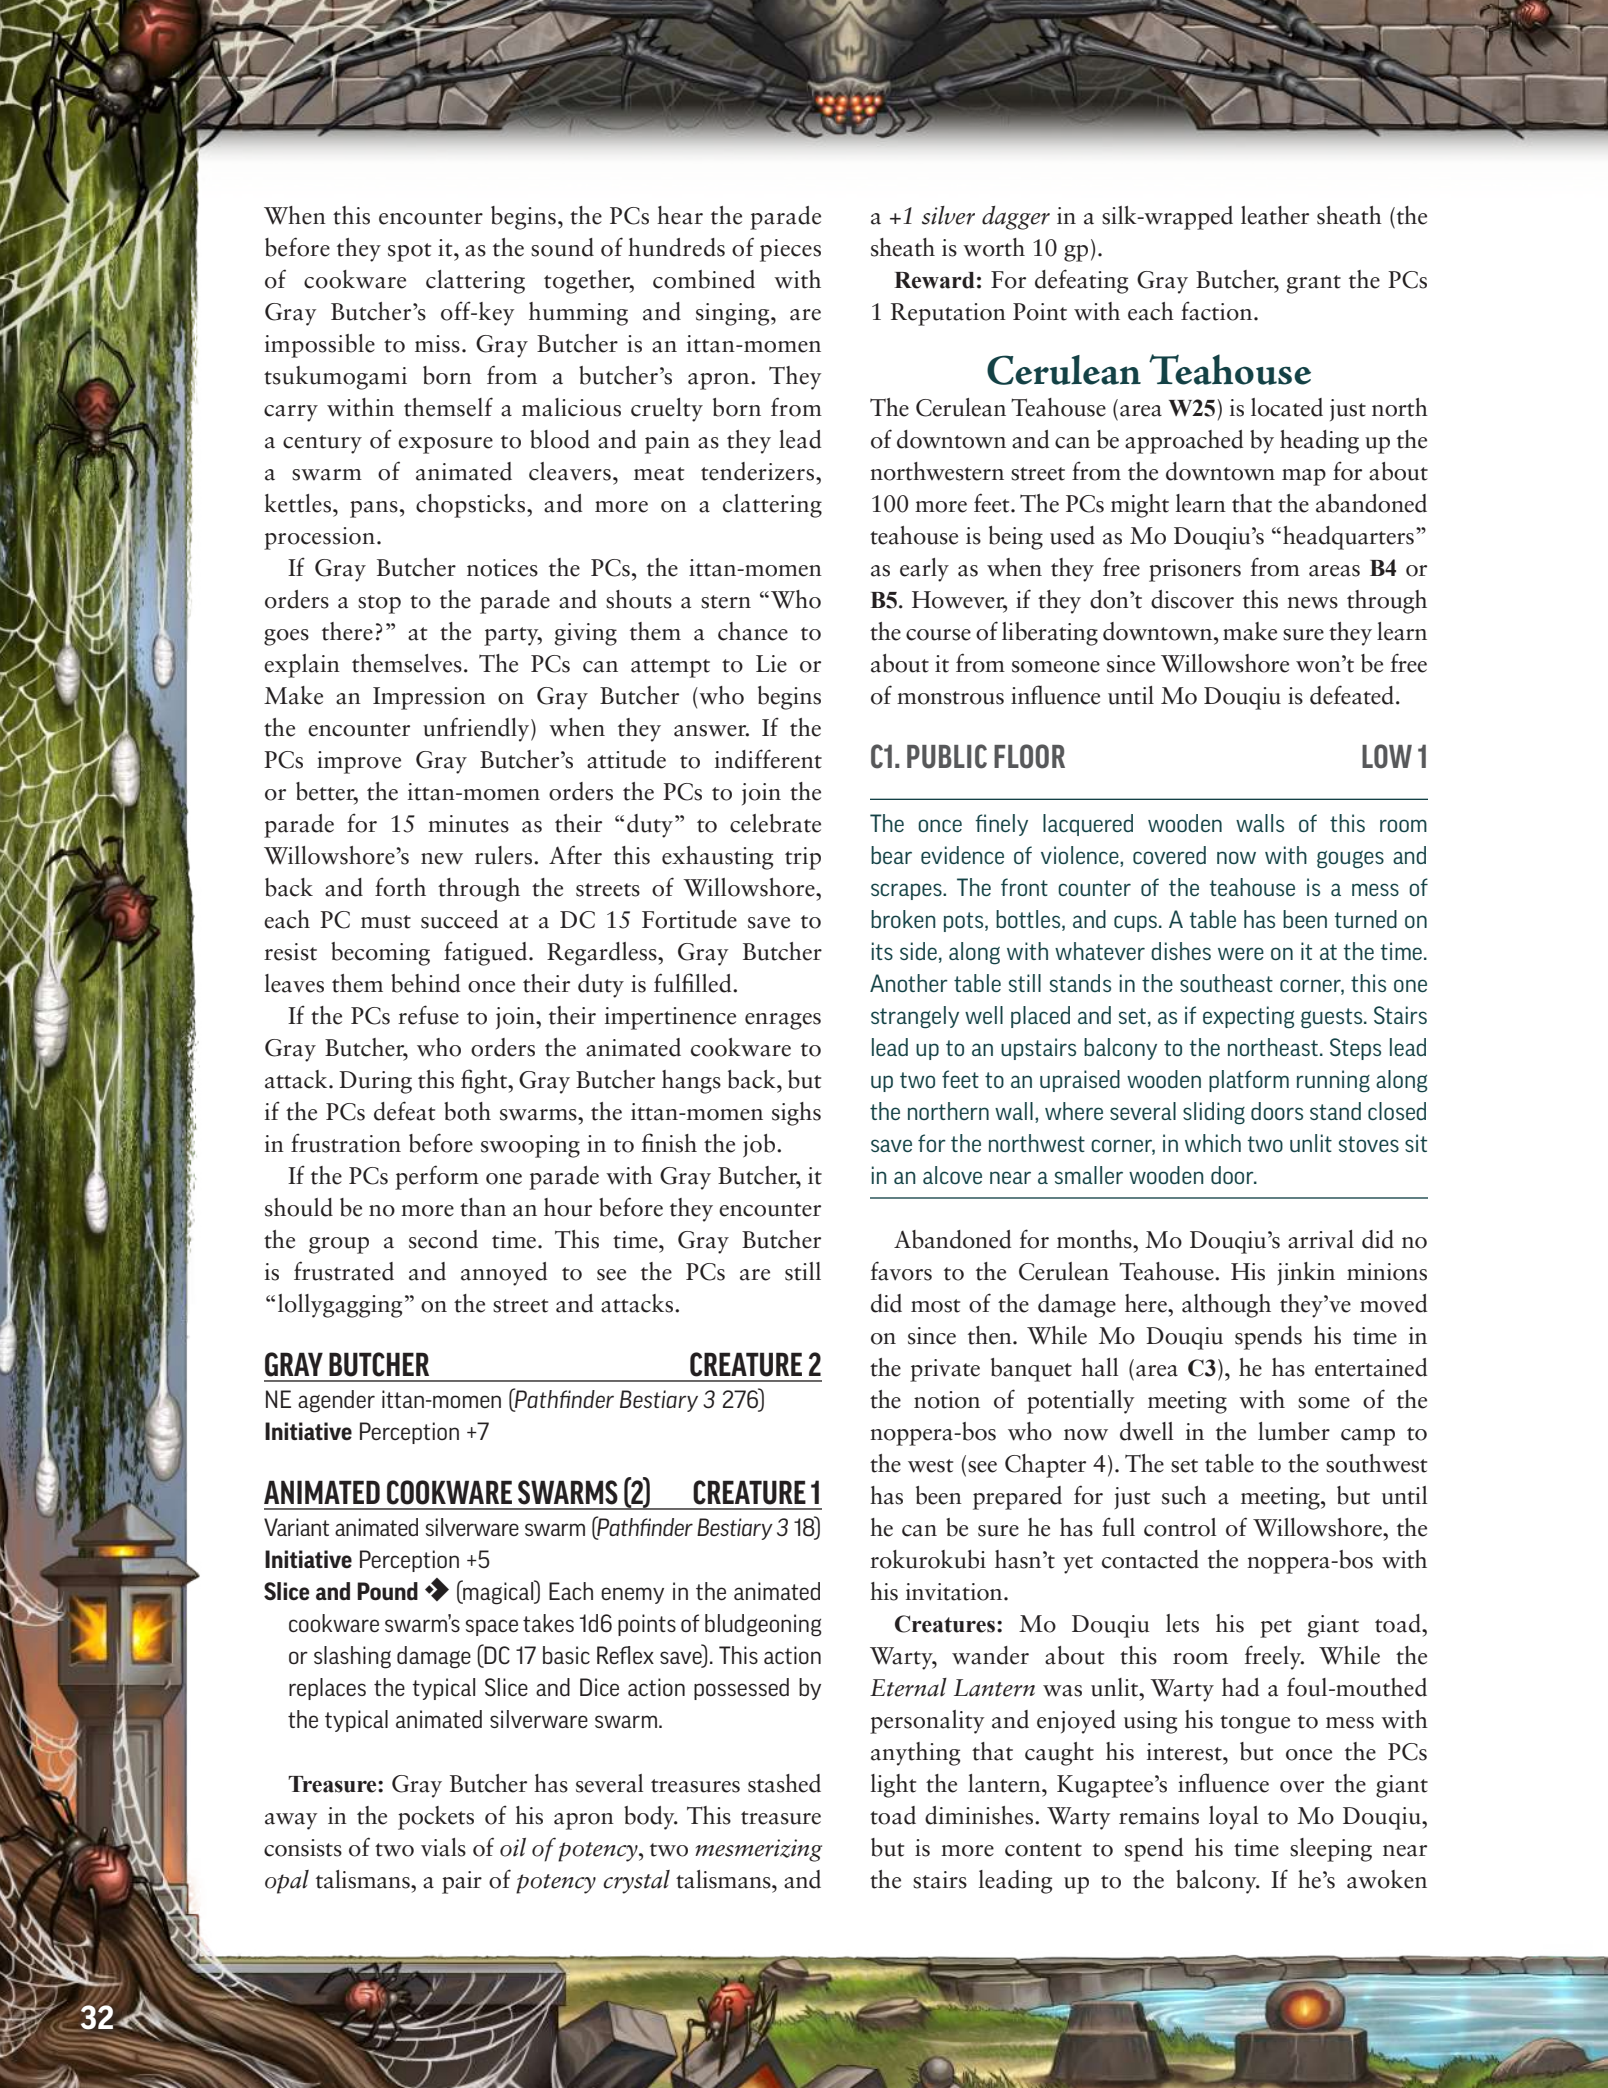 When this encounter begins, the PCs hear the parade
before they spot it, as the sound of hundreds of pieces
of cookware clattering together, combined with
Gray Butcher’s off-key humming and singing, are
impossible to miss. Gray Butcher is an ittan-momen
tsukumogami born from a butcher’s apron. They
carry within themself a malicious cruelty born from
a century of exposure to blood and pain as they lead
a swarm of animated cleavers, meat tenderizers,
kettles, pans, chopsticks, and more on a clattering
procession.
If Gray Butcher notices the PCs, the ittan-momen
orders a stop to the parade and shouts a stern “Who
goes there?” at the party, giving them a chance to
explain themselves. The PCs can attempt to Lie or
Make an Impression on Gray Butcher (who begins
the encounter unfriendly) when they answer. If the
PCs improve Gray Butcher’s attitude to indifferent
or better, the ittan-momen orders the PCs to join the
parade for 15 minutes as their “duty” to celebrate
Willowshore’s new rulers. After this exhausting trip
back and forth through the streets of Willowshore,
each PC must succeed at a DC 15 Fortitude save to
resist becoming fatigued. Regardless, Gray Butcher
leaves them behind once their duty is fulfilled.
If the PCs refuse to join, their impertinence enrages
Gray Butcher, who orders the animated cookware to
attack. During this fight, Gray Butcher hangs back, but
if the PCs defeat both swarms, the ittan-momen sighs
in frustration before swooping in to finish the job.
If the PCs perform one parade with Gray Butcher, it
should be no more than an hour before they encounter
the group a second time. This time, Gray Butcher
is frustrated and annoyed to see the PCs are still
“lollygagging” on the street and attacks.
GRAY BUTCHER CREATURE 2
NE agender ittan-momen (Pathfinder Bestiary 3 276)
Initiative Perception +7
ANIMATED COOKWARE SWARMS (2) CREATURE 1
Variant animated silverware swarm (Pathfinder Bestiary 3 18)
Initiative Perception +5
Slice and Pound (magical) Each enemy in the animated
cookware swarm’s space takes 1d6 points of bludgeoning
or slashing damage (DC 17 basic Reflex save). This action
replaces the typical Slice and Dice action possessed by
the typical animated silverware swarm.
Treasure: Gray Butcher has several treasures stashed
away in the pockets of his apron body. This treasure
consists of two vials of oil of potency, two mesmerizing
opal talismans, a pair of potency crystal talismans, and
a +1 silver dagger in a silk-wrapped leather sheath (the
sheath is worth 10 gp).
Reward: For defeating Gray Butcher, grant the PCs
1 Reputation Point with each faction.
Cerulean Teahouse
The Cerulean Teahouse (area W25) is located just north
of downtown and can be approached by heading up the
northwestern street from the downtown map for about
100 more feet. The PCs might learn that the abandoned
teahouse is being used as Mo Douqiu’s “headquarters”
as early as when they free prisoners from areas B4 or
B5. However, if they don’t discover this news through
the course of liberating downtown, make sure they learn
about it from someone since Willowshore won’t be free
of monstrous influence until Mo Douqiu is defeated.
C1. PUBLIC FLOOR LOW 1
The once finely lacquered wooden walls of this room
bear evidence of violence, covered now with gouges and
scrapes. The front counter of the teahouse is a mess of
broken pots, bottles, and cups. A table has been turned on
its side, along with whatever dishes were on it at the time.
Another table still stands in the southeast corner, this one
strangely well placed and set, as if expecting guests. Stairs
lead up to an upstairs balcony to the northeast. Steps lead
up two feet to an upraised wooden platform running along
the northern wall, where several sliding doors stand closed
save for the northwest corner, in which two unlit stoves sit
in an alcove near a smaller wooden door.
Abandoned for months, Mo Douqiu’s arrival did no
favors to the Cerulean Teahouse. His jinkin minions
did most of the damage here, although they’ve moved
on since then. While Mo Douqiu spends his time in
the private banquet hall (area C3), he has entertained
the notion of potentially meeting with some of the
noppera-bos who now dwell in the lumber camp to
the west (see Chapter 4). The set table to the southwest
has been prepared for just such a meeting, but until
he can be sure he has full control of Willowshore, the
rokurokubi hasn’t yet contacted the noppera-bos with
his invitation.
Creatures: Mo Douqiu lets his pet giant toad,
Warty, wander about this room freely. While the
Eternal Lantern was unlit, Warty had a foul-mouthed
personality and enjoyed using his tongue to mess with
anything that caught his interest, but once the PCs
light the lantern, Kugaptee’s influence over the giant
toad diminishes. Warty remains loyal to Mo Douqiu,
but is more content to spend his time sleeping near
the stairs leading up to the balcony. If he’s awoken
32